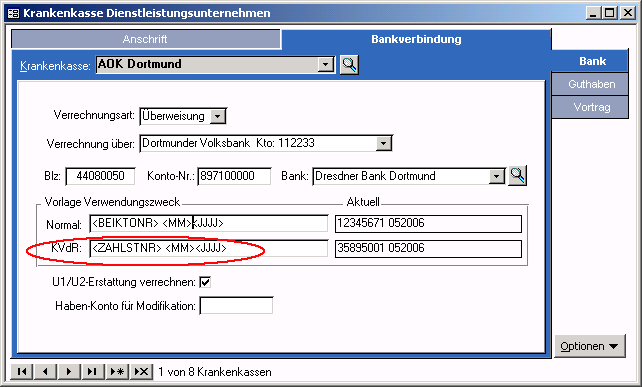 Krankenkasse Dienstleistungsunternehmen
Anschrift
Bankverbindung
Krankenkasse: AOK Dortmund
Bank
Guthaben
Vortrag
Verrechnungsart: Überweisung
Verrechnung über: Dortmunder Volksbank Kto: 112233
Blz: 44080050 Konto-Nr.: 897100000 Bank: Dresdner Bank Dortmund
Vorlage Verwendungszweck Aktuell
Normal: <BEIKTONR> <MM><JJJJ> 12345671 052006
KVdR: <ZAHLSTNR> <MM><JJJJ> 35895001 052006
U1/U2-Erstattung verrechnen:
Haben-Konto für Modifikation:
Optionen
1 von 8 Krankenkassen